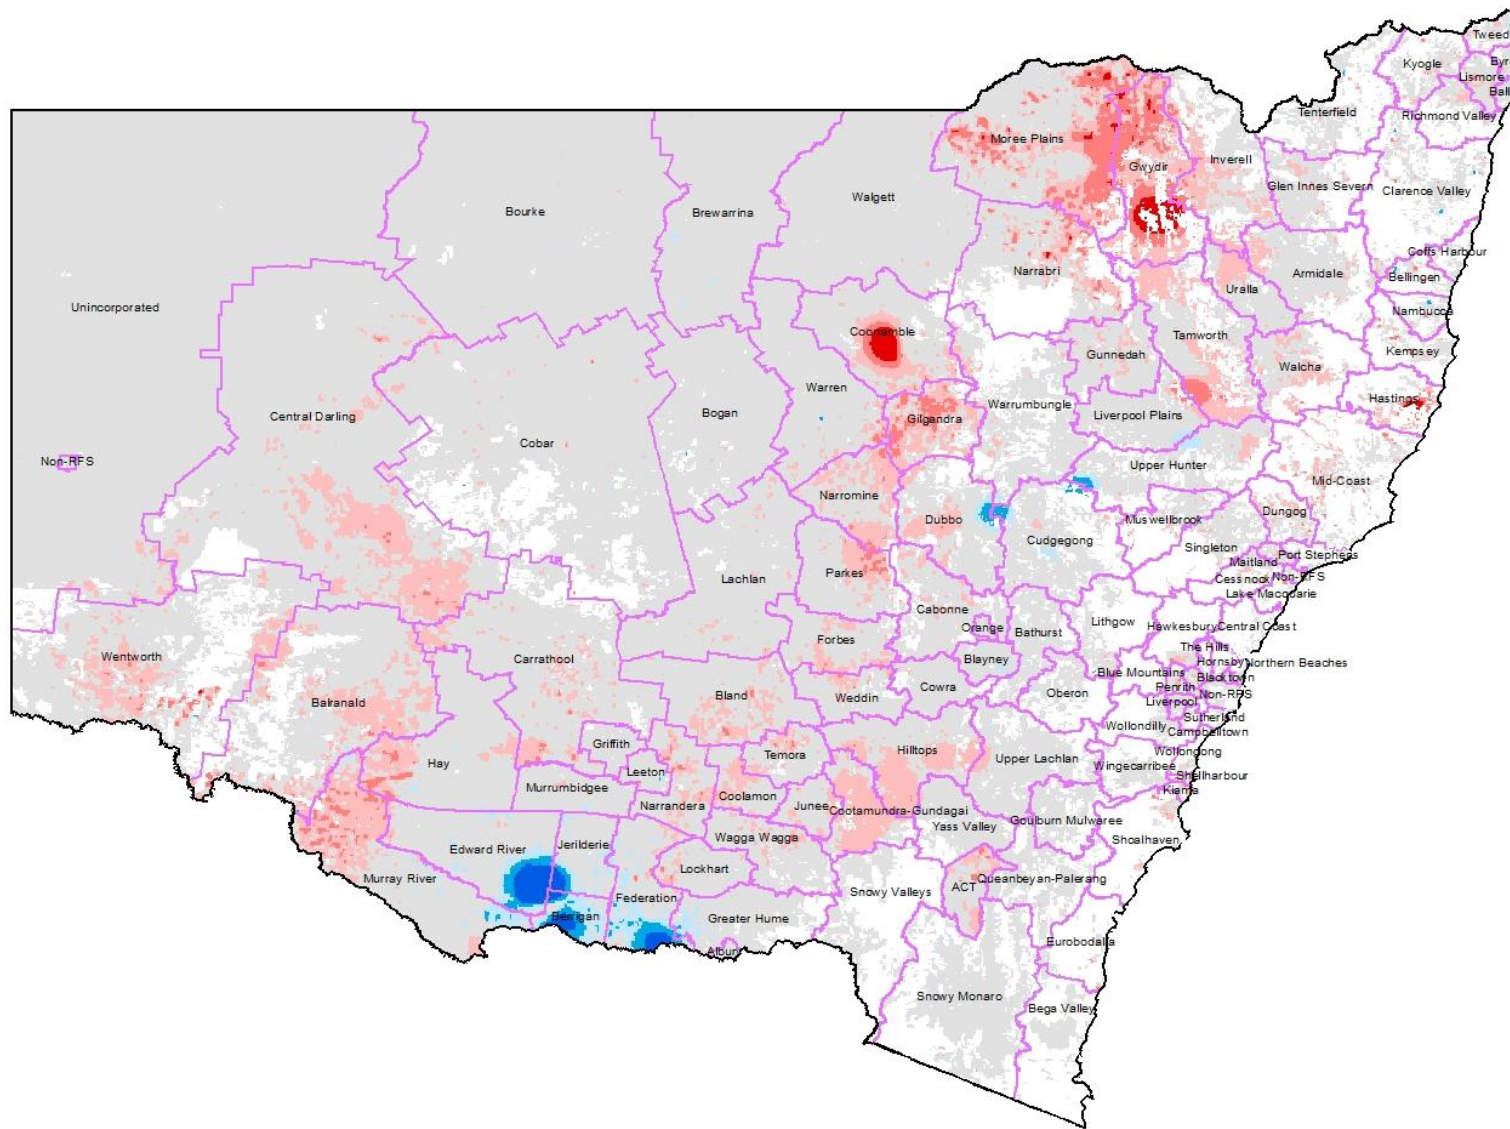 Tweed
Kyogle
Lismore
Tenterfield
Richmond Valley
Moree Plains
Inverell
Gwydir
Glen Innes Severn
Clarence Valley
Walgett
Bourke
Brewarrina
Coffs Harbour
Narrabri
Armidale
Bellingen
Uralla
Unincorporated
Nambucca
Coonamble
Tamworth
Kempsey
Gunnedah
Walcha
Warren
Hastings
Warrumbungle
Bogan
Central Darling
Liverpool Plains
Gilgandra
Cobar
Non-RFS
Upper Hunter
Mid-Coast
Narromine
Dungog
Dubbo
Muswellbrook
Cudgegong
Singleton
Port Stephens
Maitland
Parkes
Lachlan
Cessnock
Non-RFS
Lake Macquarie
Cabonne
Lithgow
Orange
Bathurst
Hawkesbury
Central Coast
Forbes
The Hills
Wentworth
Carrathool
Blayney
Hornsby
Northern Beaches
Blue Mountains
Blacktown
Cowra
Penrith
Bland
Weddin
Oberon
Non-RFS
Balranald
Liverpool
Sutherland
Wollondilly
Campbelltown
Griffith
Hilltops
Wollongong
Temora
Upper Lachlan
Hay
Wingecarribee
Leeton
Shellharbour
Murrumbidgee
Kiama
Coolamon
Narrandera
Junee
Cootamundra-Gundagai
Goulburn Mulwaree
Yass Valley
Wagga Wagga
Shoalhaven
Jerilderie
Edward River
Lockhart
Murray River
Queanbeyan-Palerang
ACT
Snowy Valleys
Federation
Berrigan
Greater Hume
Eurobodalla
Albury
Snowy Monaro
Bega Valley